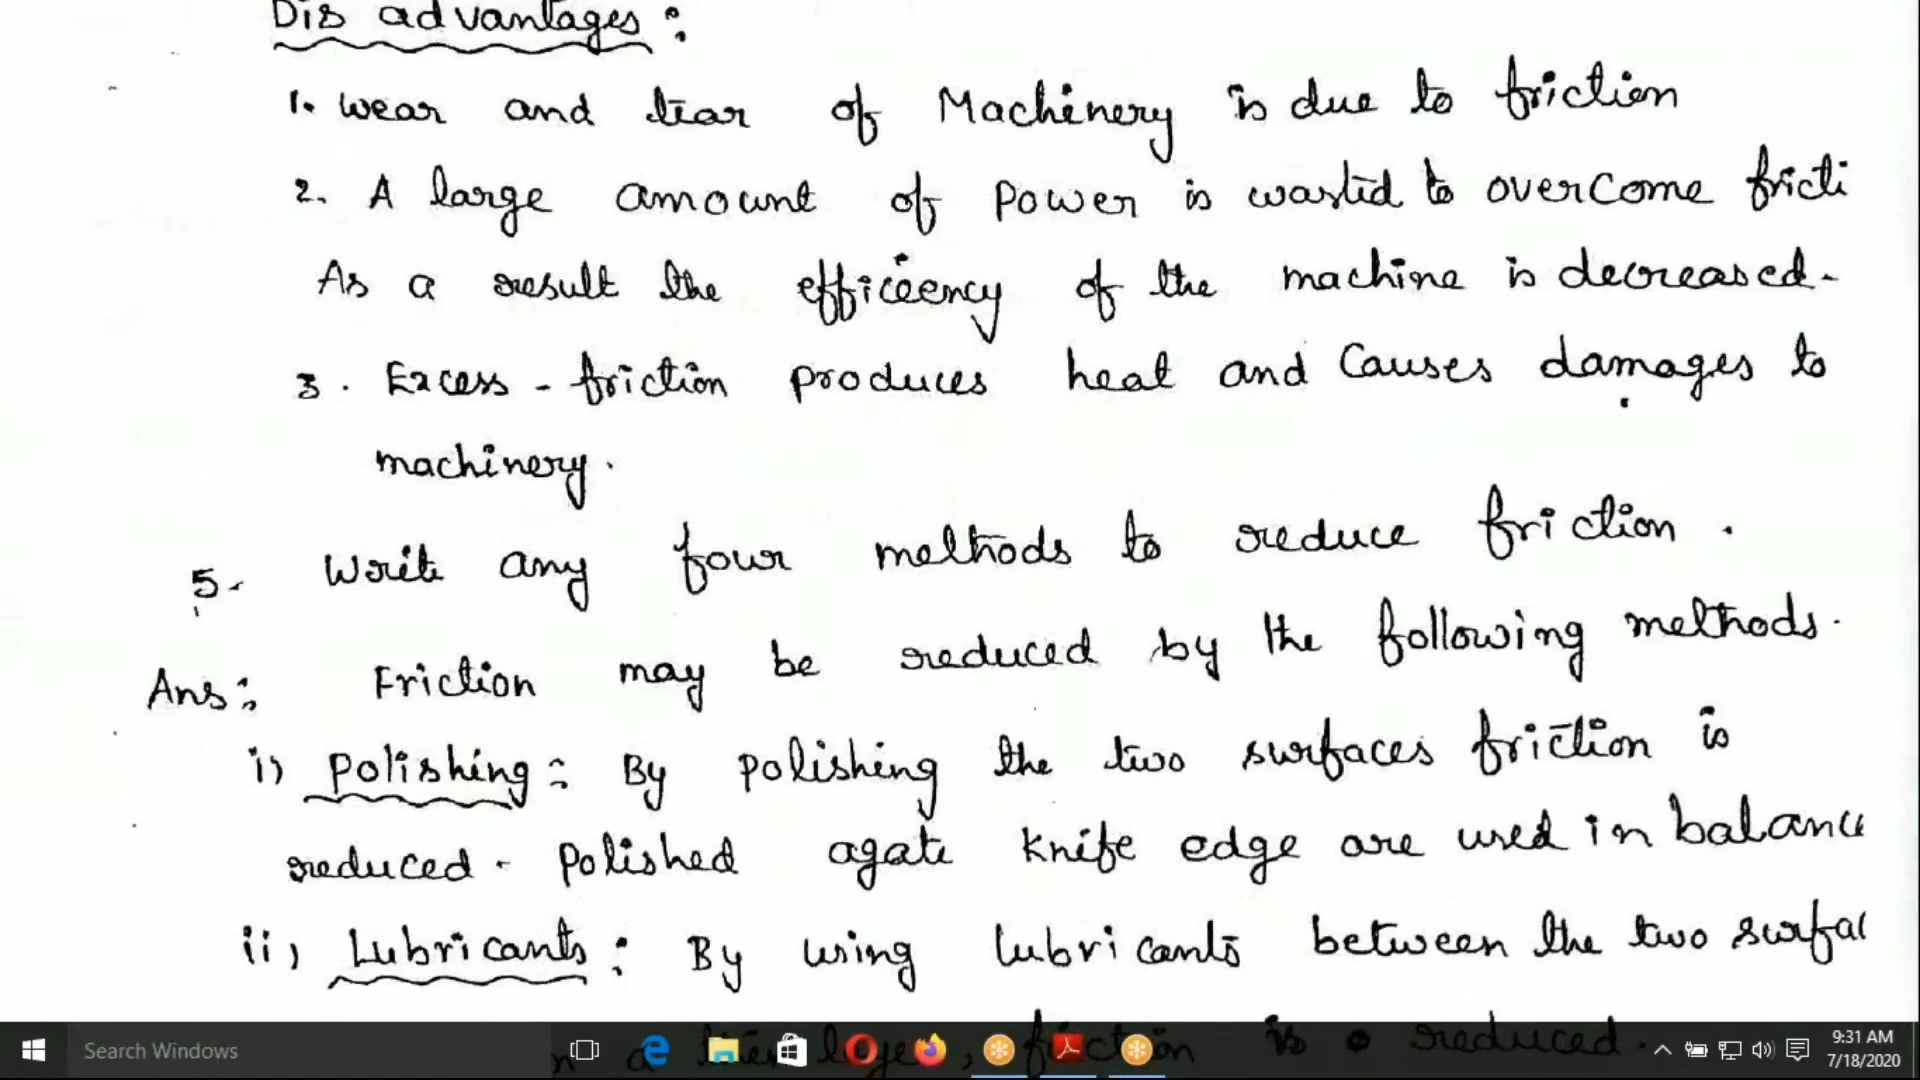 Dis advantages :
1. wear and tear of Machinery is due to friction
2. A large amount of Power is wasted to overcome fricti
As a result the efficiency of the machine is decreased.
3. Excess - friction produces heat and causes damages to
machinery.
5. Write any four methods to reduce friction.
Ans: Friction may be reduced by the following methods.
i) Polishing : By polishing the two surfaces friction is
reduced. Polished agate knife edge are used in balance
ii) Lubricants : By using lubricants between the two surfac
friction is reduced.
Search Windows
9:31 AM
7/18/2020